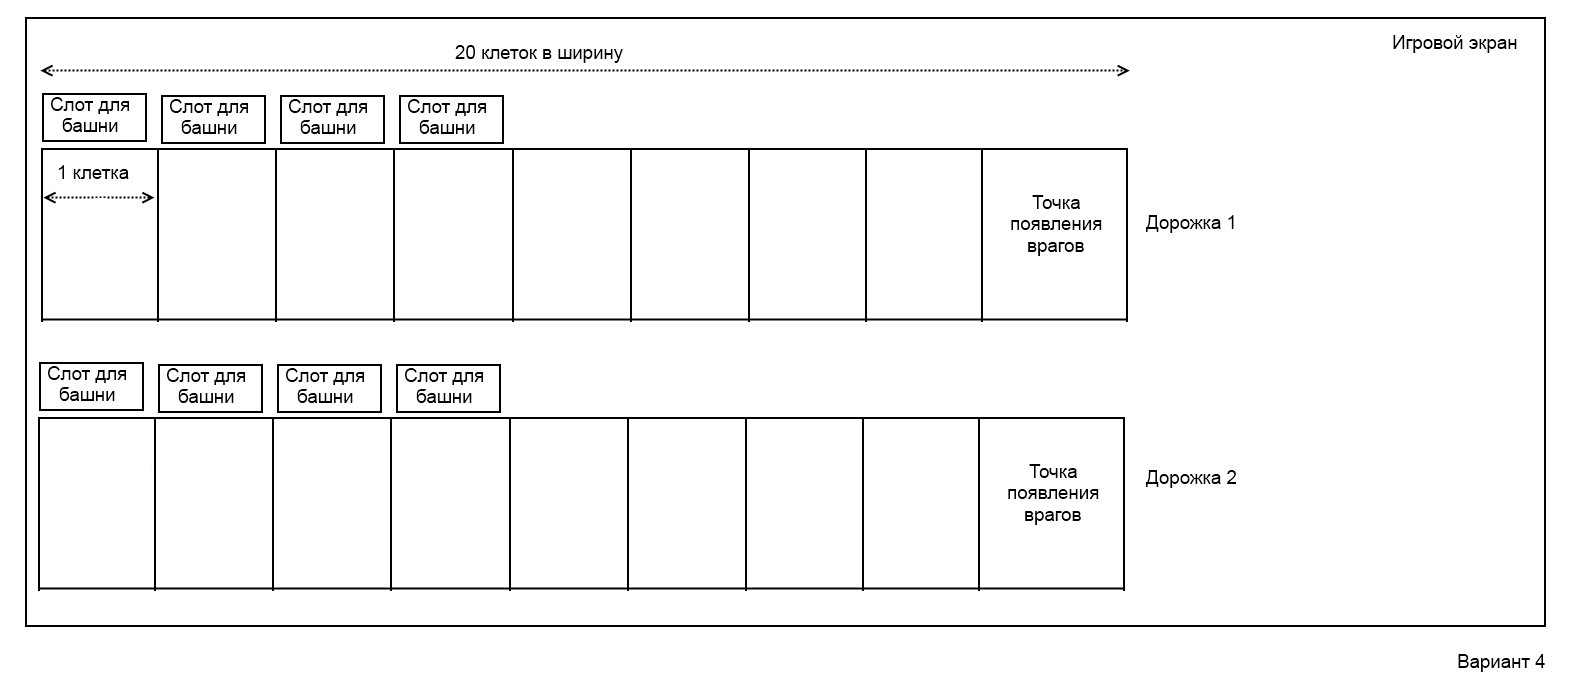 Игровой экран
20 клеток в ширину
Слот для
башни
Слот для
башни
Слот для
башни
Слот для
башни
1 клетка
Точка
появления
врагов
Дорожка 1
Слот для
башни
Слот для
башни
Слот для
башни
Слот для
башни
Точка
появления
врагов
Дорожка 2
Вариант 4